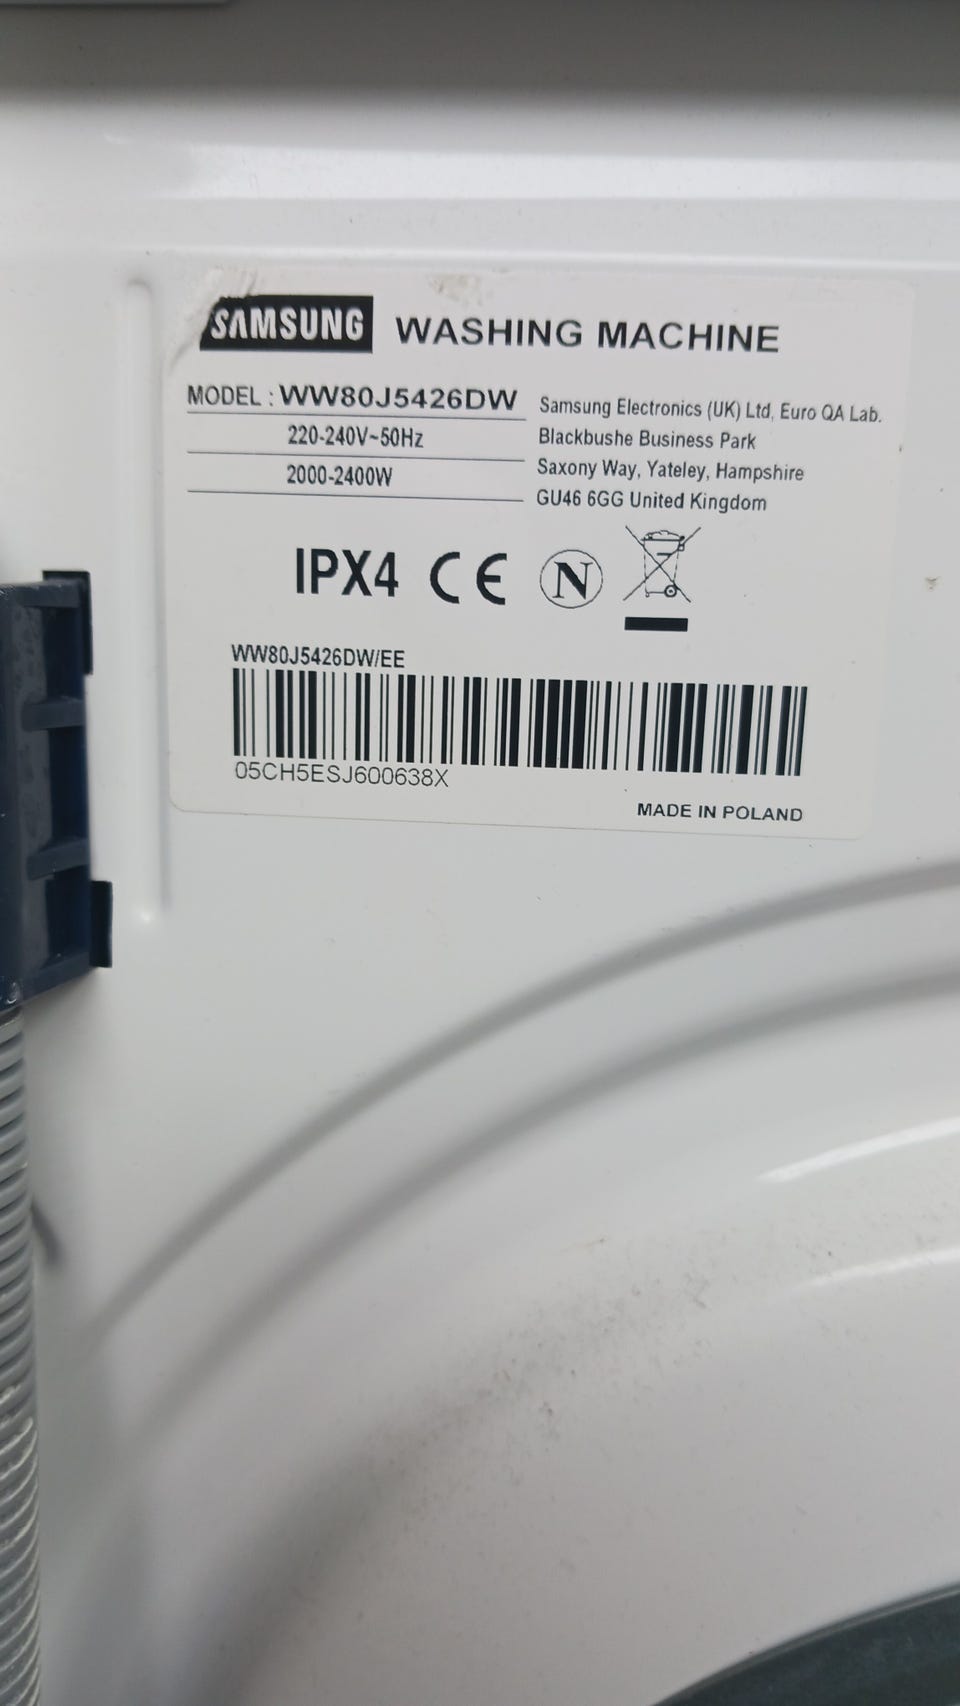 SAMSUNG WASHING MACHINE
MODEL : WW80J5426DW
220-240V~50Hz
2000-2400W
Samsung Electronics (UK) Ltd, Euro QA Lab.
Blackbushe Business Park
Saxony Way, Yateley, Hampshire
GU46 6GG United Kingdom
IPX4 CE N
WW80J5426DW/EE
05CH5ESJ600638X
MADE IN POLAND